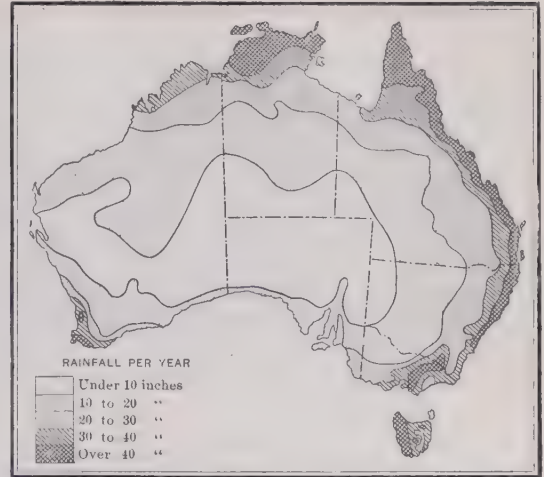 RAINFALL PER YEAR
Under 10 inches
10 to 20 “
20 to 30 “
30 to 40 “
Over 40 “